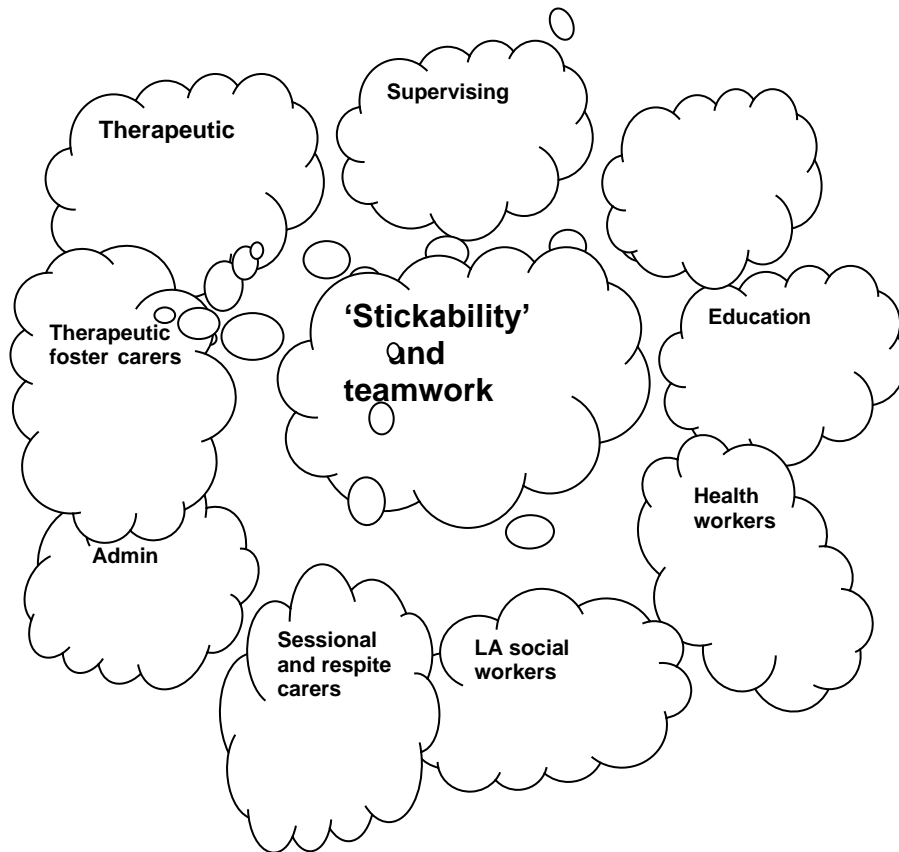 Supervising
Therapeutic
‘Stickability’
and
teamwork
Education
Therapeutic
foster carers
Health
workers
Admin
Sessional
and respite
carers
LA social
workers